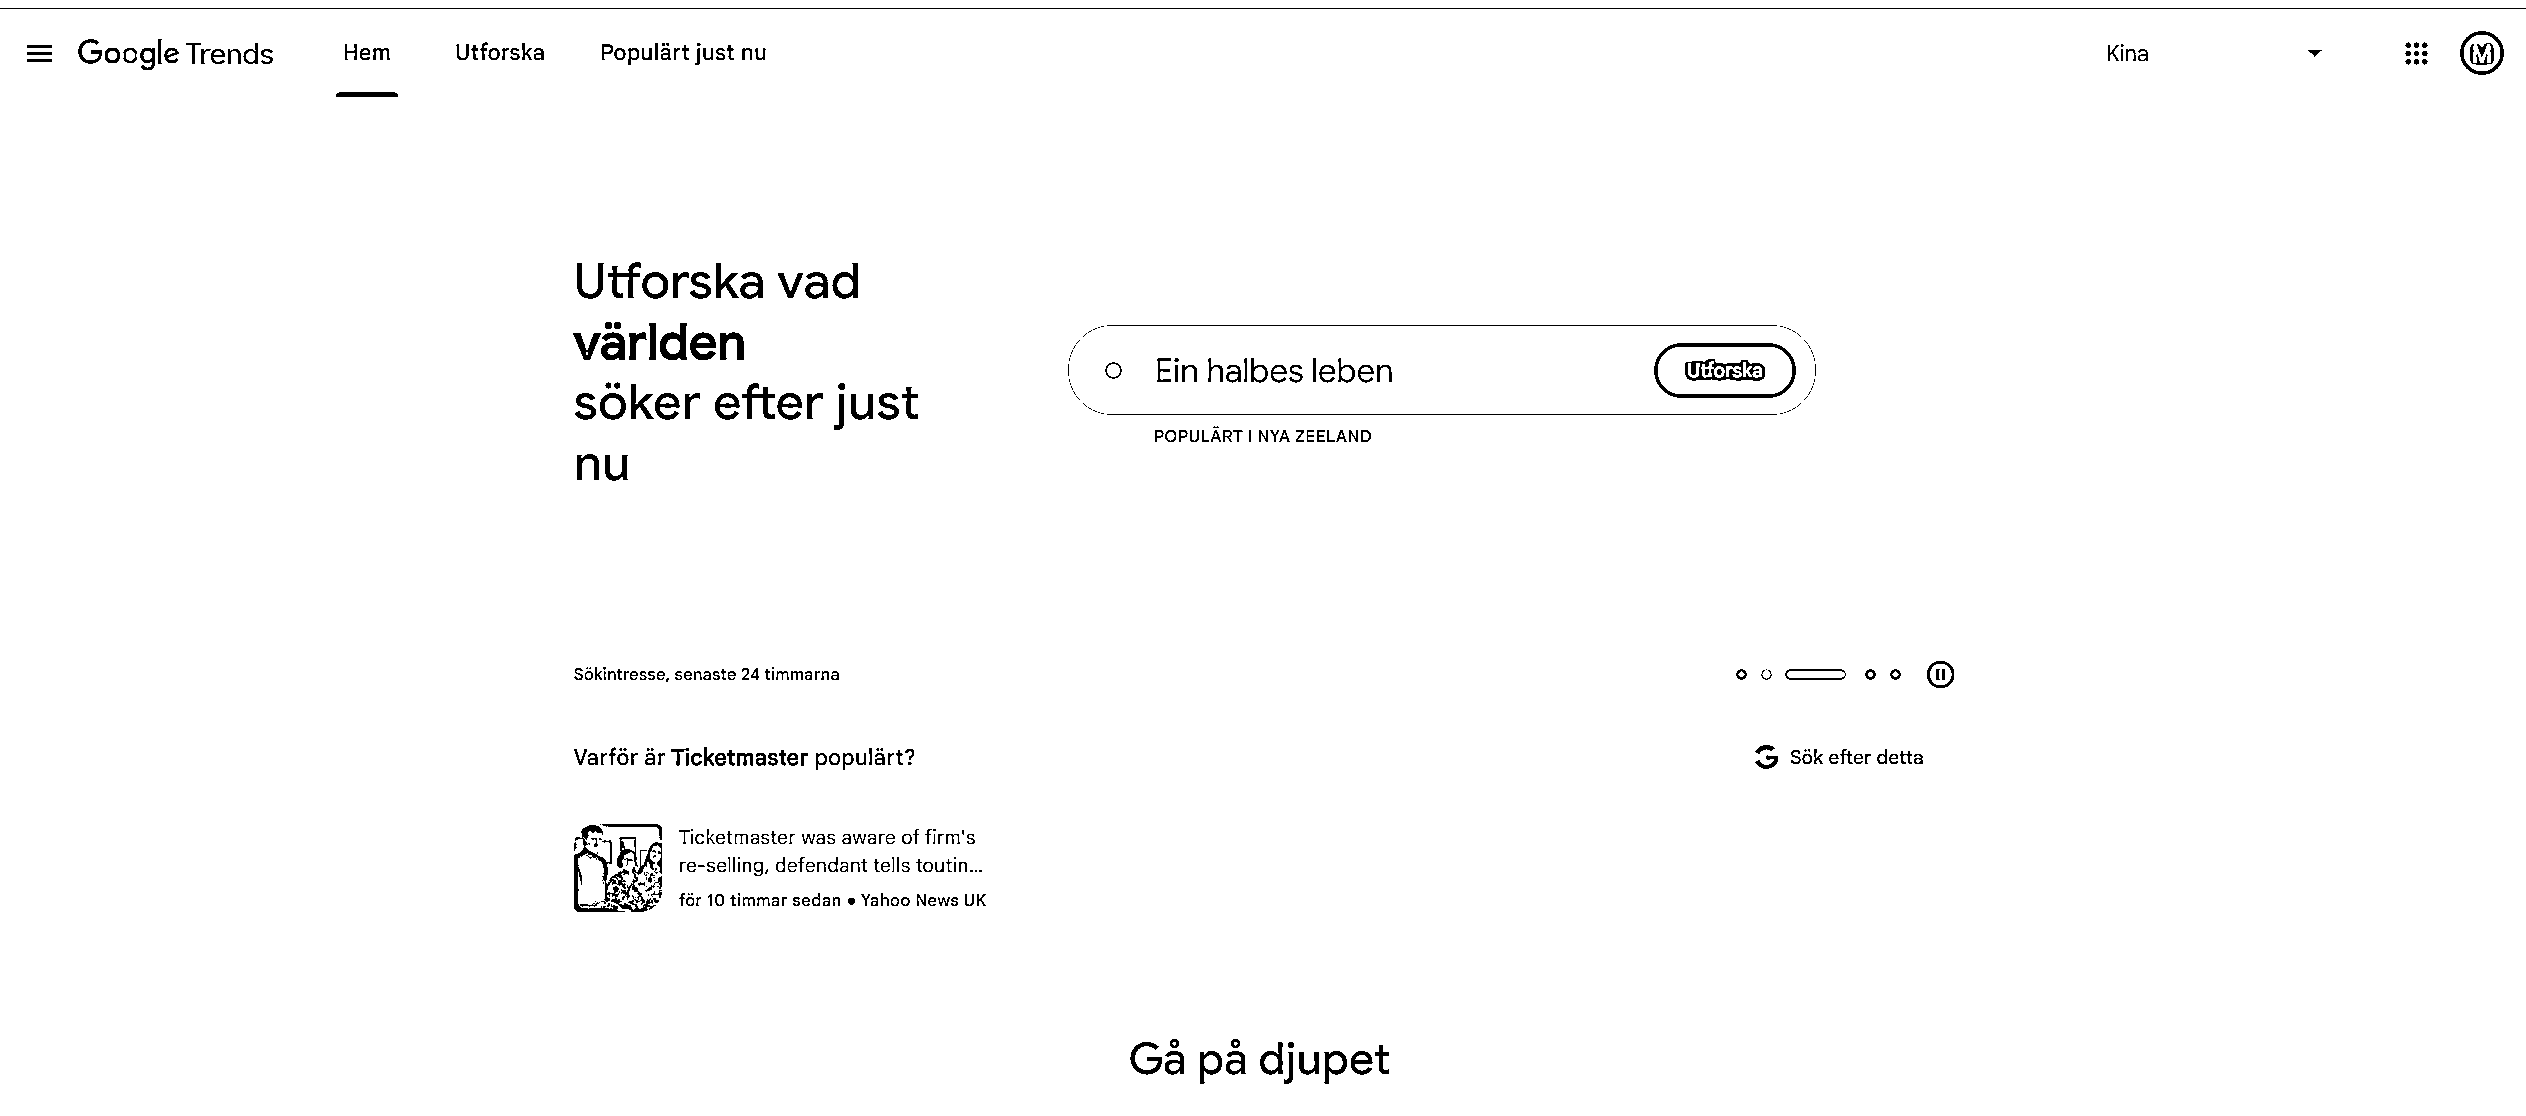 Google Trends
Hem
Utforska
Populärt just nu
Kina
M
Utforska vad
världen
söker efter just
nu
Ein halbes leben
Utforska
POPULÄRT I NYA ZEELAND
Sökintresse, senaste 24 timmarna
Varför är Ticketmaster populärt?
G Sök efter detta
Ticketmaster was aware of firm's
re-selling, defendant tells toutin...
för 10 timmar sedan ● Yahoo News UK
Gå på djupet